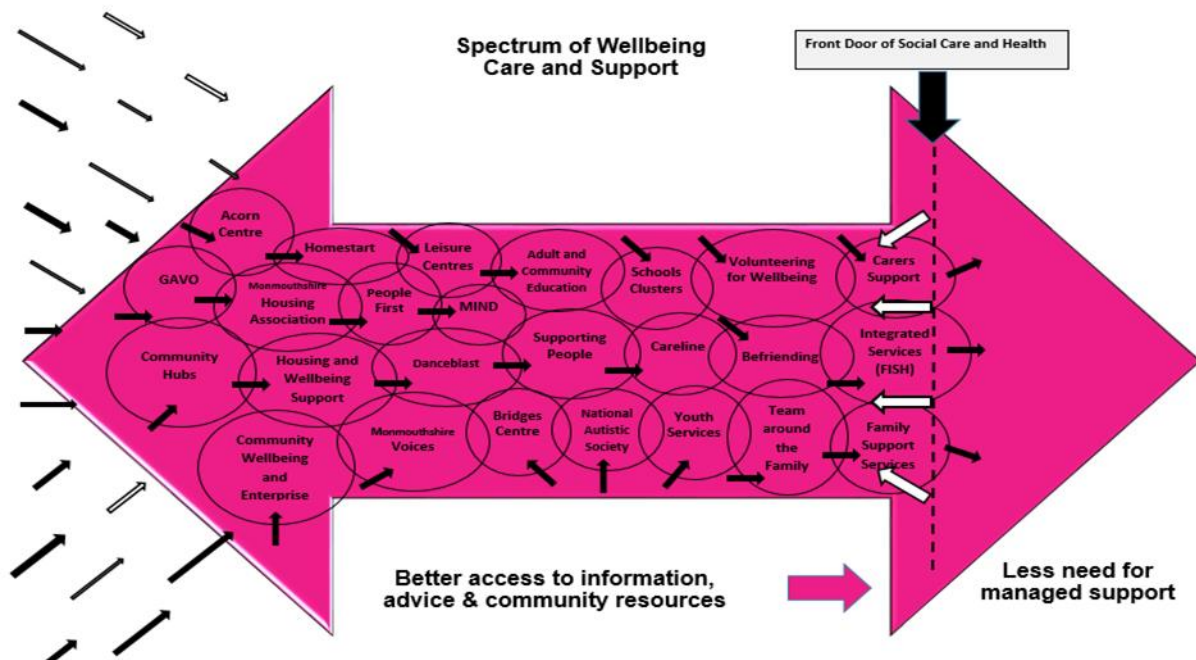 Spectrum of Wellbeing
Care and Support
Front Door of Social Care and Health
Acorn
Centre
Homestart
Leisure
Centres
Adult and
Community
Education
Schools
Clusters
Volunteering
for Wellbeing
Carers
Support
GAVO
Monmouthshire
Housing
Association
People
First
MIND
Supporting
People
Careline
Befriending
Integrated
Services
(FISH)
Community
Hubs
Housing and
Wellbeing
Support
Danceblast
Community
Wellbeing
and
Enterprise
Monmouthshire
Voices
Bridges
Centre
National
Autistic
Society
Youth
Services
Team
around
the
Family
Family
Support
Services
Better access to information,
advice & community resources
Less need for
managed support